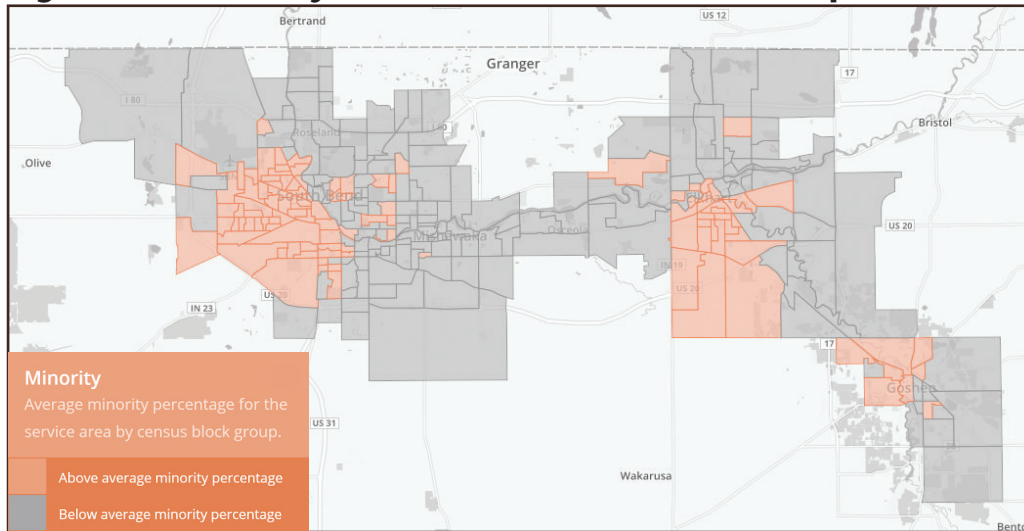 Bertrand
US 12
Granger
17
I 80
Roseland
Bristol
Olive
South Bend
Elkhart
US 20
Mishawaka
Osceola
IN 19
US 20
US 20
IN 23
17
Minority
Average minority percentage for the
service area by census block group.
Goshen
US 31
Above average minority percentage
Wakarusa
Below average minority percentage